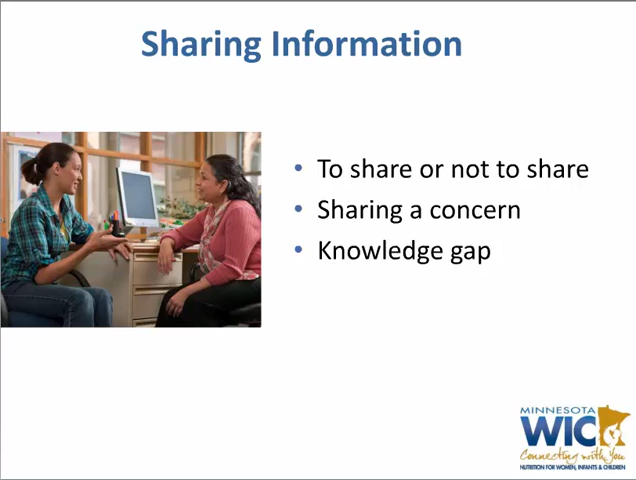 Sharing Information
• To share or not to share
• Sharing a concern
• Knowledge gap
MINNESOTA
WIC
Connecting with You
NUTRITION FOR WOMEN, INFANTS & CHILDREN